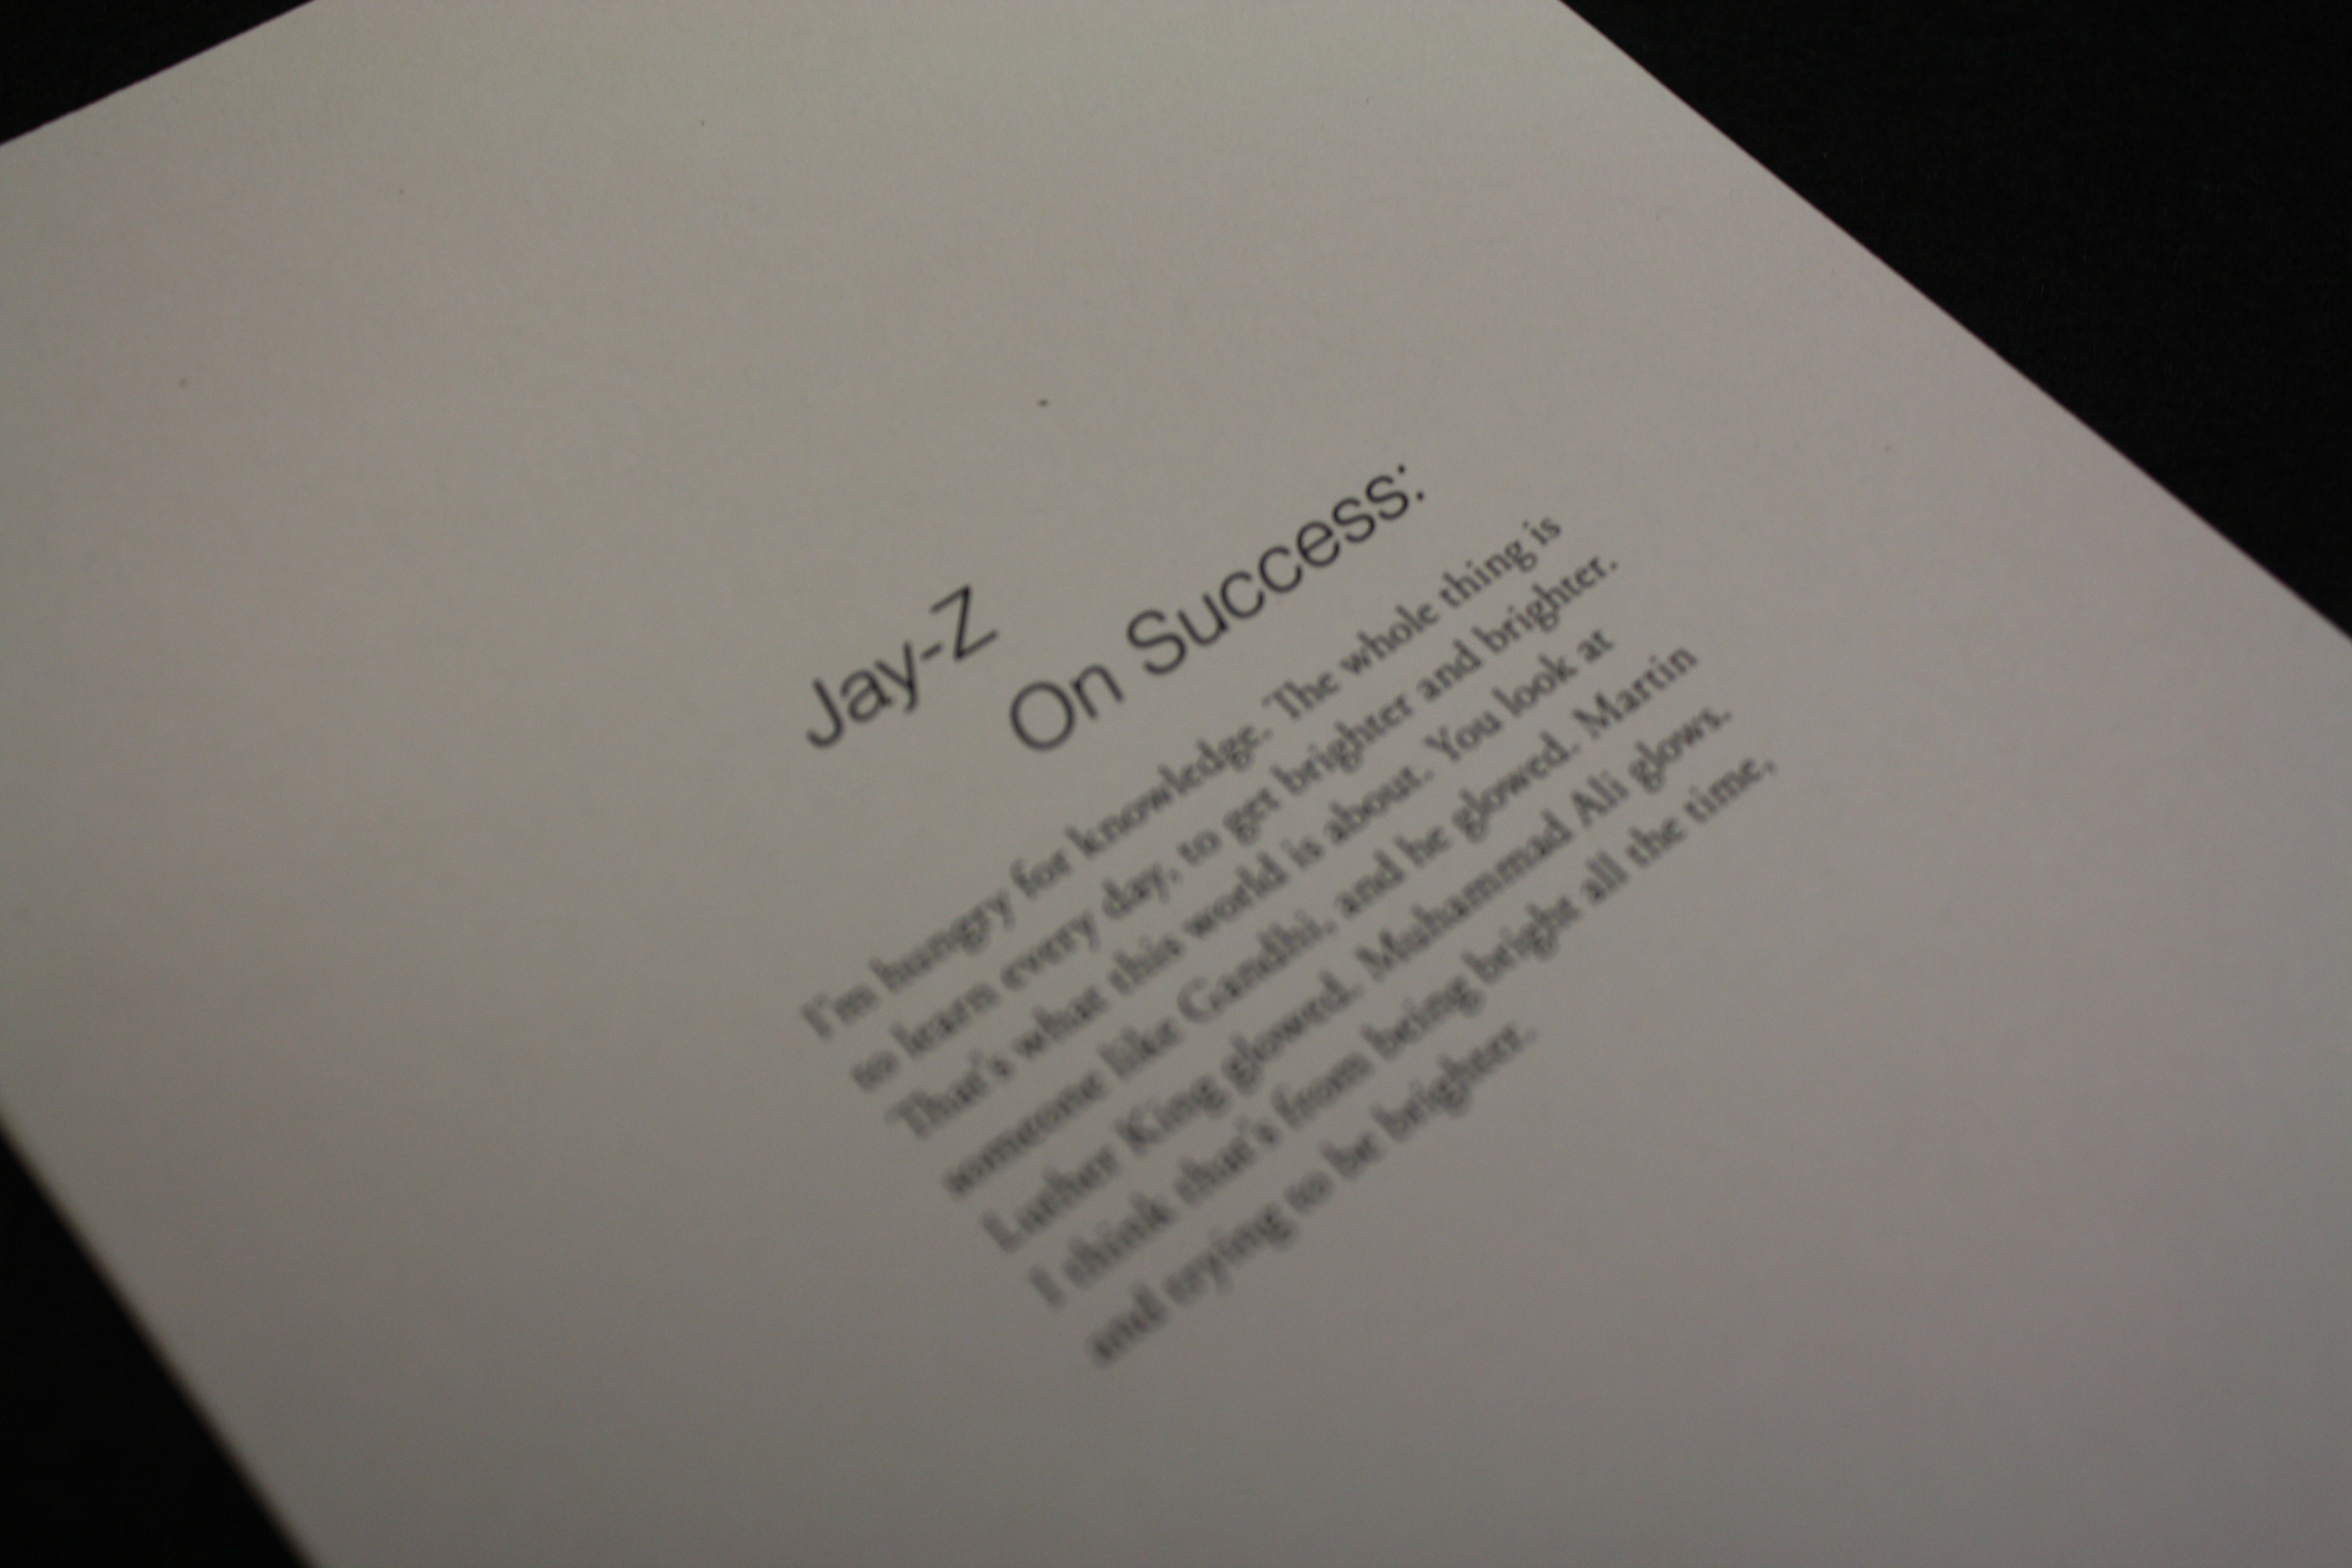 Jay-Z
On Success:
I'm hungry for knowledge. The whole thing is
to learn every day, to get brighter and brighter.
That's what this world is about. You look at
someone like Gandhi, and he glowed. Martin
Luther King glowed. Muhammad Ali glows.
I think that's from being bright all the time,
and trying to be brighter.